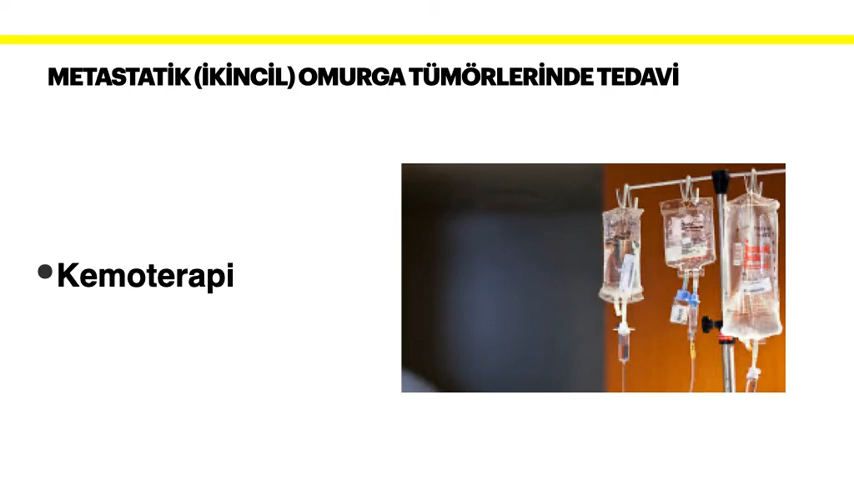 METASTATİK (İKİNCİL) OMURGA TÜMÖRLERİNDE TEDAVİ
•Kemoterapi